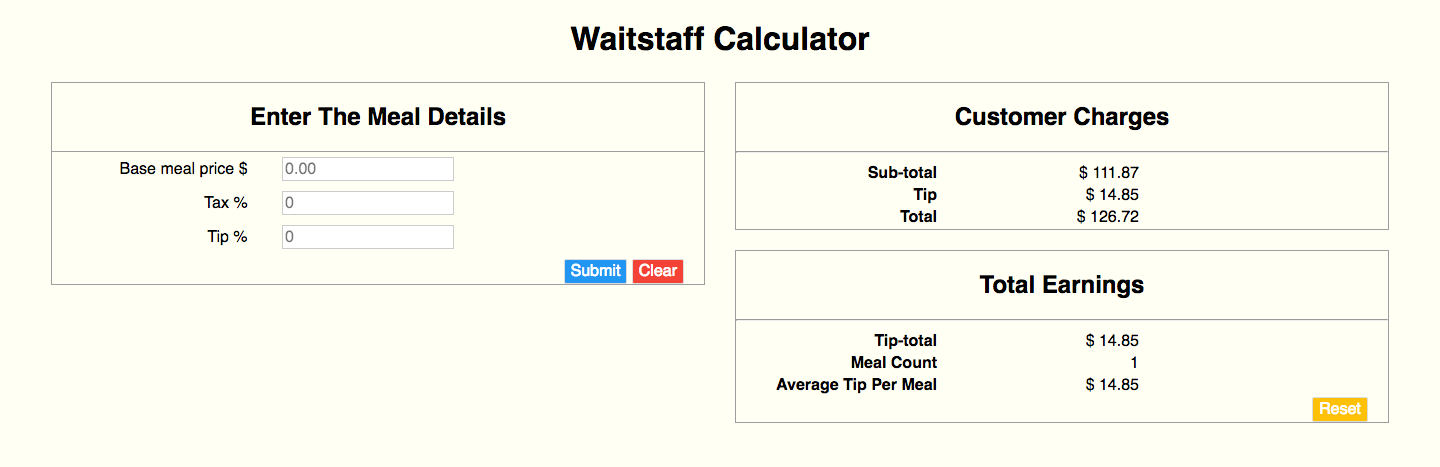 Waitstaff Calculator
Enter The Meal Details
Base meal price $ 0.00
Tax % 0
Tip % 0
Submit Clear
Customer Charges
Sub-total $ 111.87
Tip $ 14.85
Total $ 126.72
Total Earnings
Tip-total $ 14.85
Meal Count 1
Average Tip Per Meal $ 14.85
Reset